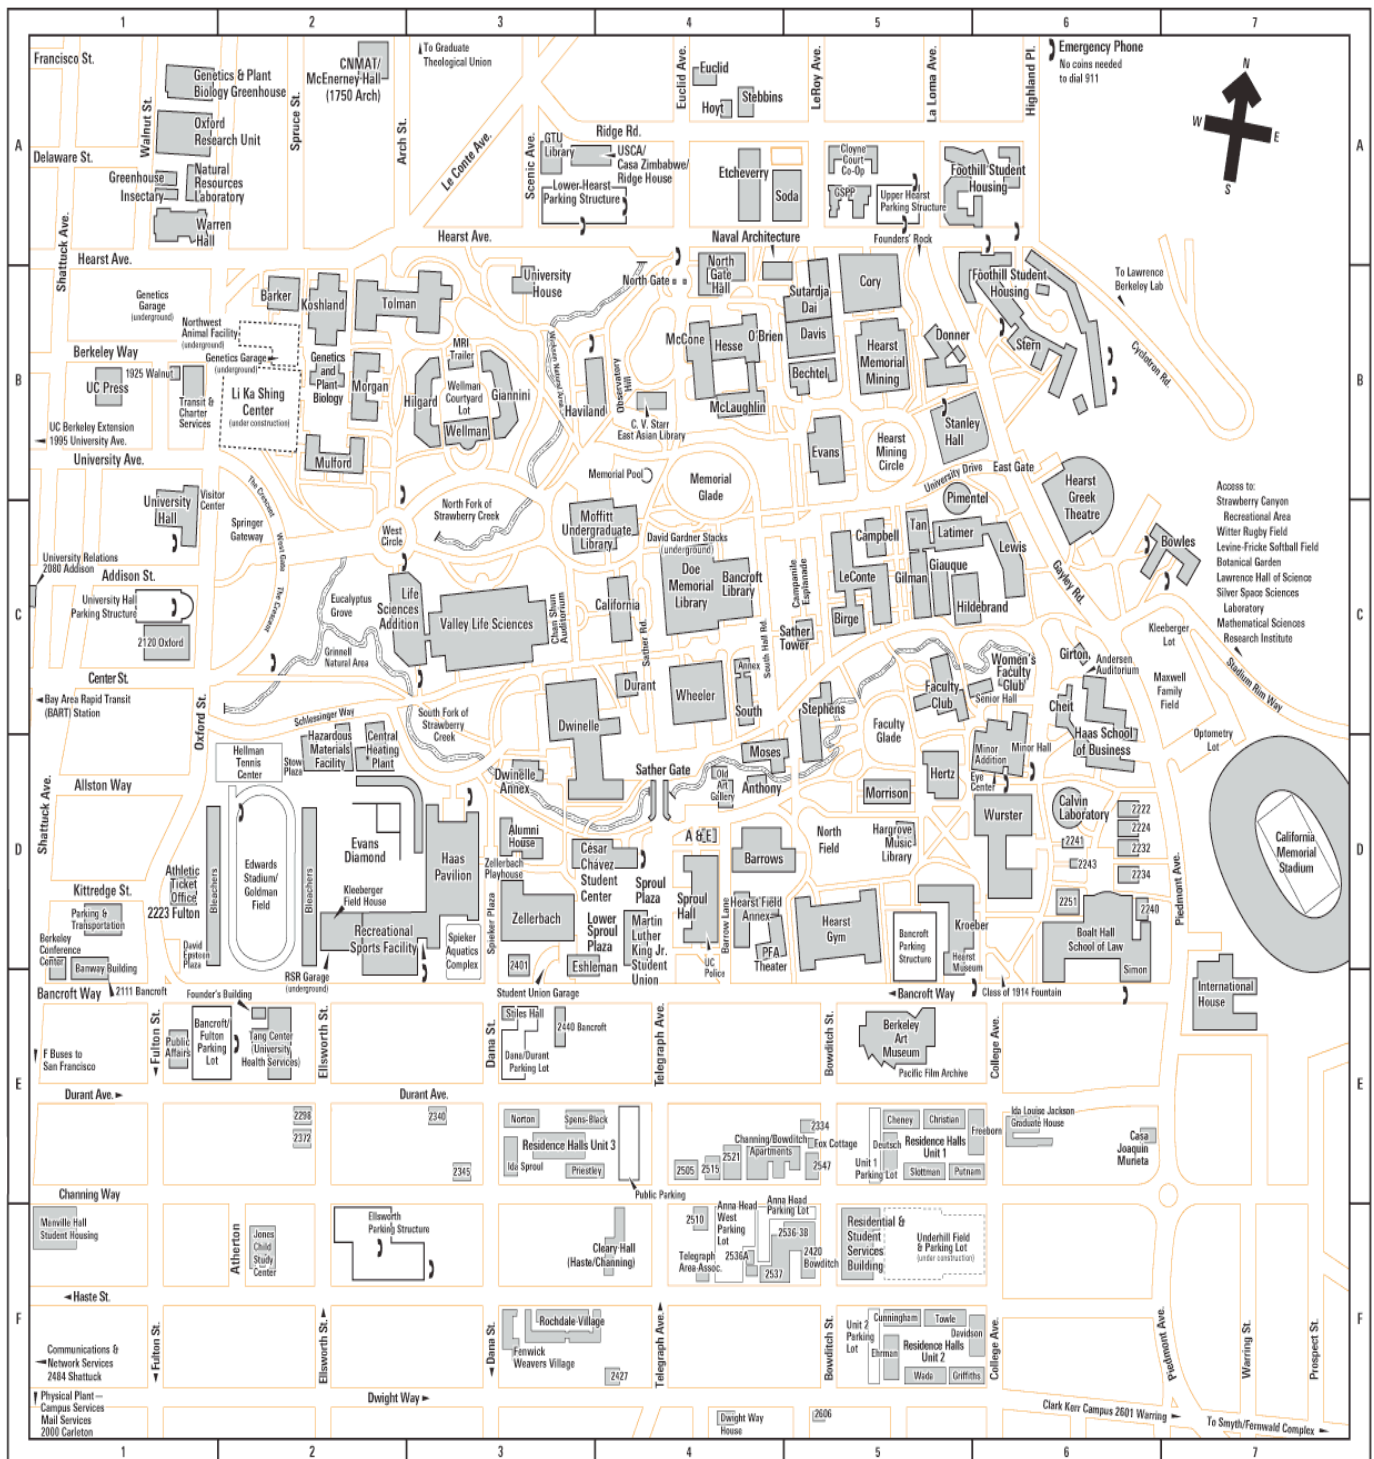 1 2 3 4 5 6 7
Francisco St.
Genetics & Plant
Biology Greenhouse
CNMAT/
McEnerney Hall
(1750 Arch)
To Graduate
Theological Union
Euclid Ave.
Euclid
Hoyt
Stebbins
LeRoy Ave.
La Loma Ave.
Highland Pl.
Emergency Phone
No coins needed
to dial 911
N
W
E
S
Walnut St.
Spruce St.
Arch St.
Oxford
Research Unit
A
Delaware St.
Le Conte Ave.
Scenic Ave.
Ridge Rd.
GTU
Library
USCA/
Casa Zimbabwe/
Ridge House
Etcheverry
Soda
Cloyne
Court
Co-Op
GSPP
Upper Hearst
Parking Structure
Foothill Student
Housing
A
Greenhouse
Insectary
Natural
Resources
Laboratory
Warren
Hall
Lower-Hearst
Parking Structure
Shattuck Ave.
Hearst Ave.
Hearst Ave.
Naval Architecture
Founders' Rock
Genetics
Garage
(underground)
Barker
Koshland
Tolman
University
House
North Gate
North
Gate
Hall
Sutardja
Dai
Cory
Foothill Student
Housing
To Lawrence
Berkeley Lab
Cyclotron Rd.
Northwest
Animal Facility
(underground)
Genetics Garage
(underground)
Berkeley Way
1925 Walnut
UC Press
Transit &
Charter
Services
Li Ka Shing
Center
(under construction)
Genetics
and
Plant
Biology
Morgan
MRI
Trailer
Hilgard
Wellman
Courtyard
Lot
Giannini
Wellman
Wickson Natural Area
Haviland
Observatory
Hill
C. V. Starr
East Asian Library
McCone
Hesse
O'Brien
McLaughlin
Davis
Bechtel
Hearst
Memorial
Mining
Donner
Stern
B
B
UC Berkeley Extension
1995 University Ave.
University Ave.
Mulford
Evans
Hearst
Mining
Circle
Stanley
Hall
University Drive
East Gate
Memorial Pool
Memorial
Glade
Pimentel
Hearst
Greek
Theatre
Access to:
Strawberry Canyon
Recreational Area
Witter Rugby Field
Levine-Fricke Softball Field
Botanical Garden
Lawrence Hall of Science
Silver Space Sciences
Laboratory
Mathematical Sciences
Research Institute
University
Hall
Visitor
Center
The Crescent
Springer
Gateway
West Gate
The Crescent
West
Circle
North Fork of
Strawberry Creek
Moffitt
Undergraduate
Library
David Gardner Stacks
(underground)
Doe
Memorial
Library
Bancroft
Library
Campanile
Esplanade
Campbell
Tan
Latimer
Lewis
LeConte
Gilman
Giauque
Hildebrand
Birge
Gayley Rd.
Bowles
University Relations
2080 Addison
Addison St.
University Hall
Parking Structure
2120 Oxford
C
C
Eucalyptus
Grove
Grinnell
Natural Area
Life
Sciences
Addition
Valley Life Sciences
Chan Shun
Auditorium
California
Sather Rd.
South Hall Rd.
Sather
Tower
Kleeberger
Lot
Stadium Rim Way
Center St.
Bay Area Rapid Transit
(BART) Station
Oxford St.
Schlessinger Way
South Fork of
Strawberry
Creek
Durant
Wheeler
Annex
South
Dwinelle
Stephens
Faculty
Club
Women's
Faculty
Club
Senior Hall
Girton
Andersen
Auditorium
Cheit
Haas School
of Business
Maxwell
Family
Field
Optometry
Lot
Faculty
Glade
Hellman
Tennis
Center
Stow
Plaza
Hazardous
Materials
Facility
Central
Heating
Plant
Dwinelle
Annex
Sather Gate
Moses
Old
Art
Gallery
Anthony
Morrison
Hertz
Minor
Addition
Minor Hall
Eye
Center
Wurster
Calvin
Laboratory
2222
2224
2232
2234
2241
2243
Allston Way
Shattuck Ave.
D
D
Bleachers
Edwards
Stadium/
Goldman
Field
Bleachers
Evans
Diamond
Haas
Pavilion
Alumni
House
Zellerbach
Playhouse
César
Chávez
Student
Center
A & E
Barrows
North
Field
Hargrove
Music
Library
California
Memorial
Stadium
Kittredge St.
Athletic
Ticket
Office
2223 Fulton
Kleeberger
Field House
Recreational
Sports Facility
Spieker Plaza
Spieker
Aquatics
Complex
Zellerbach
Lower
Sproul
Plaza
Sproul
Plaza
Sproul
Hall
Martin
Luther
King Jr.
Student
Union
Barrow Lane
Hearst Field
Annex
PFA
Theater
UC
Police
Hearst
Gym
Bancroft
Parking
Structure
Kroeber
Hearst
Museum
2251
2240
Boalt Hall
School of Law
Simon
Piedmont Ave.
Parking &
Transportation
Berkeley
Conference
Center
Banway Building
David
Epstein
Plaza
RSR Garage
(underground)
2401
Eshleman
Student Union Garage
Bancroft Way
2111 Bancroft
Bancroft Way
Class of 1914 Fountain
International
House
Founder's Building
Bancroft/
Fulton
Parking
Lot
Public
Affairs
Tang Center
(University
Health Services)
Fulton St.
Ellsworth St.
Dana St.
Stiles Hall
2440 Bancroft
Dana/Durant
Parking Lot
Telegraph Ave.
Bowditch St.
Berkeley
Art
Museum
Pacific Film Archive
College Ave.
F Buses to
San Francisco
E
E
Durant Ave.
Durant Ave.
2298
2372
2340
2345
Norton
Spens-Black
Residence Halls Unit 3
Ida Sproul
Priestley
Public Parking
2334
Channing/Bowditch
Apartments
Fox Cottage
2505
2515
2521
2547
Cheney
Christian
Freeborn
Deutsch
Residence Halls
Unit 1
Unit 1
Parking Lot
Slottman
Putnam
Ida Louise Jackson
Graduate House
Casa
Joaquin
Murieta
Channing Way
Manville Hall
Student Housing
Atherton
Jones
Child
Study
Center
Ellsworth
Parking Structure
Cleary Hall
(Haste/Channing)
2510
Anna Head
West
Parking
Lot
Anna Head
Parking Lot
2536-38
2536A
2537
2420
Bowditch
Telegraph
Area Assoc.
Residential &
Student
Services
Building
Underhill Field
& Parking Lot
(under construction)
Haste St.
F
F
Rochdale Village
Fenwick
Weavers Village
2427
Unit 2
Parking
Lot
Cunningham
Towle
Davidson
Ehrman
Residence Halls
Unit 2
Wada
Griffiths
Fulton St.
Ellsworth St.
Dana St.
Telegraph Ave.
Bowditch St.
College Ave.
Piedmont Ave.
Warring St.
Prospect St.
Communications &
Network Services
2484 Shattuck
Physical Plant—
Campus Services
Mail Services
2000 Carleton
Dwight Way
Dwight Way
House
2606
Clark Kerr Campus 2601 Warring
To Smyth/Fernwald Complex
1 2 3 4 5 6 7